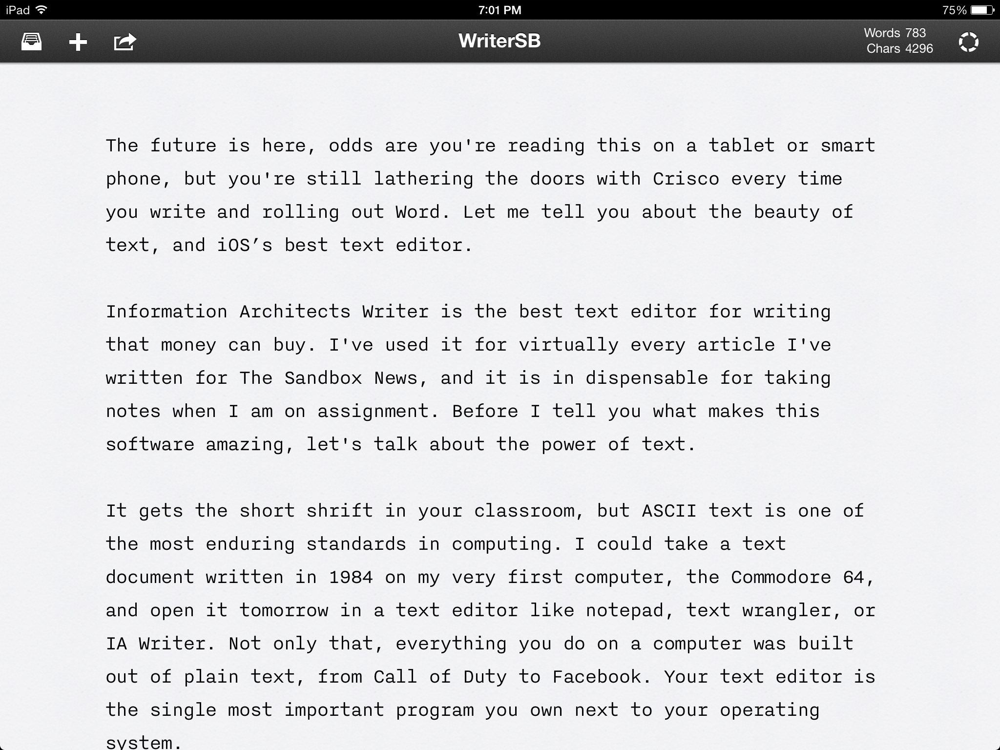 iPad 7:01 PM 75%
WriterSB
Words 783
Chars 4296
The future is here, odds are you're reading this on a tablet or smart
phone, but you're still lathering the doors with Crisco every time
you write and rolling out Word. Let me tell you about the beauty of
text, and iOS’s best text editor.
Information Architects Writer is the best text editor for writing
that money can buy. I've used it for virtually every article I've
written for The Sandbox News, and it is in dispensable for taking
notes when I am on assignment. Before I tell you what makes this
software amazing, let's talk about the power of text.
It gets the short shrift in your classroom, but ASCII text is one of
the most enduring standards in computing. I could take a text
document written in 1984 on my very first computer, the Commodore 64,
and open it tomorrow in a text editor like notepad, text wrangler, or
IA Writer. Not only that, everything you do on a computer was built
out of plain text, from Call of Duty to Facebook. Your text editor is
the single most important program you own next to your operating
system.